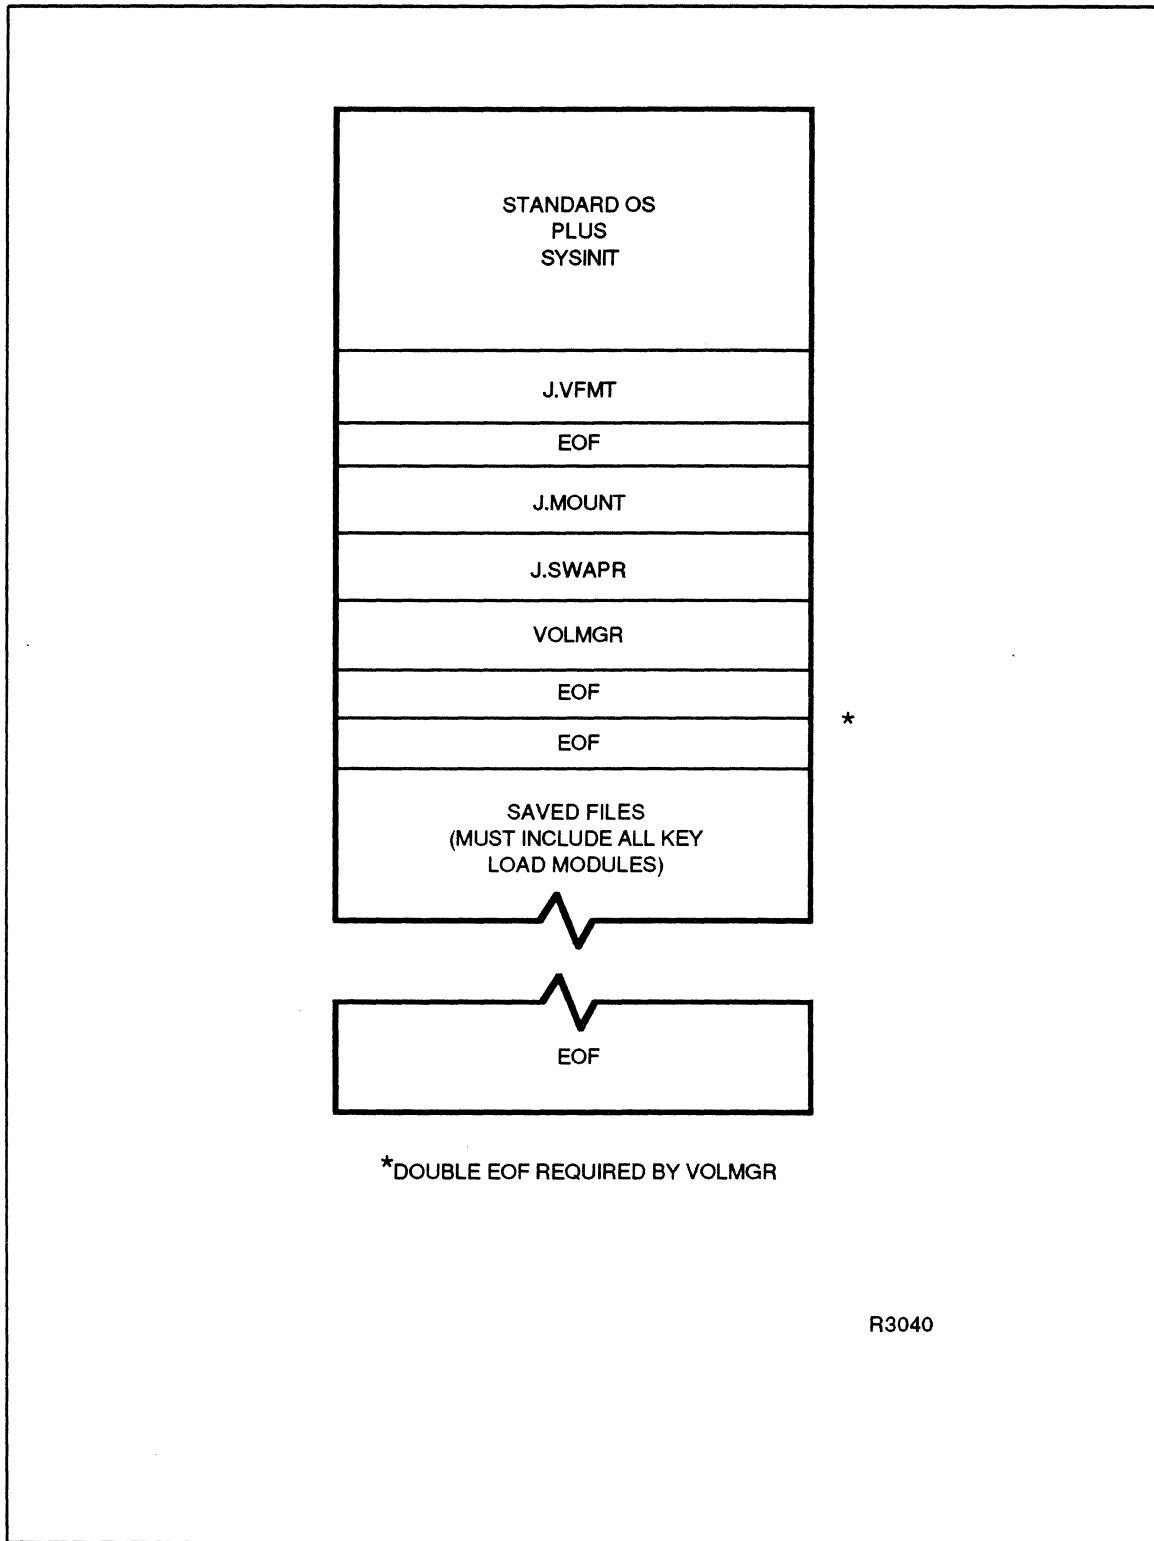 STANDARD OS
PLUS
SYSINIT
J.VFMT
EOF
J.MOUNT
J.SWAPR
VOLMGR
EOF
*
EOF
SAVED FILES
(MUST INCLUDE ALL KEY
LOAD MODULES)
EOF
*DOUBLE EOF REQUIRED BY VOLMGR
R3040